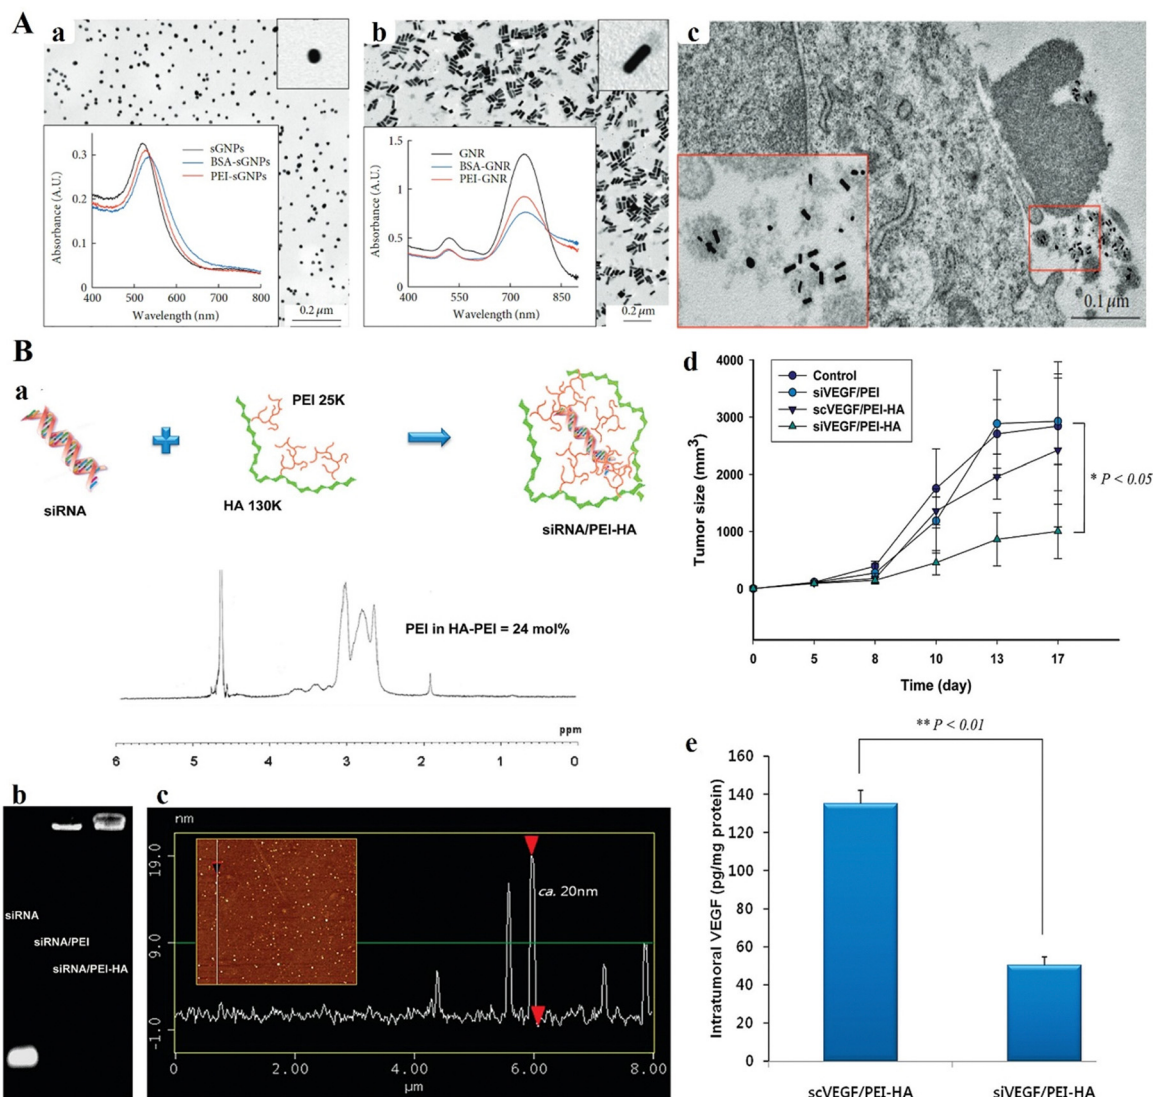 A
a
0.3
0.2
0.1
0
Absorbance (A.U.)
sGNPs
BSA-sGNPs
PEI-sGNPs
400 500 600 700 800
Wavelength (nm)
0.2 μm
b
1.5
1
0.5
0
Absorbance (A.U.)
GNR
BSA-GNR
PEI-GNR
400 550 700 850
Wavelength (nm)
0.2 μm
c
0.1 μm
B
a
siRNA
PEI 25K
HA 130K
siRNA/PEI-HA
PEI in HA-PEI = 24 mol%
ppm
6 5 4 3 2 1 0
b
siRNA
siRNA/PEI
siRNA/PEI-HA
c
nm
19.0
9.0
-1.0
ca. 20nm
0 2.00 4.00 6.00 8.00
μm
d
4000
3000
2000
1000
0
Tumor size (mm3)
Control
siVEGF/PEI
scVEGF/PEI-HA
siVEGF/PEI-HA
* P < 0.05
0 5 8 10 13 17
Time (day)
e
** P < 0.01
160
140
120
100
80
60
40
20
0
Intratumoral VEGF (pg/mg protein)
scVEGF/PEI-HA siVEGF/PEI-HA